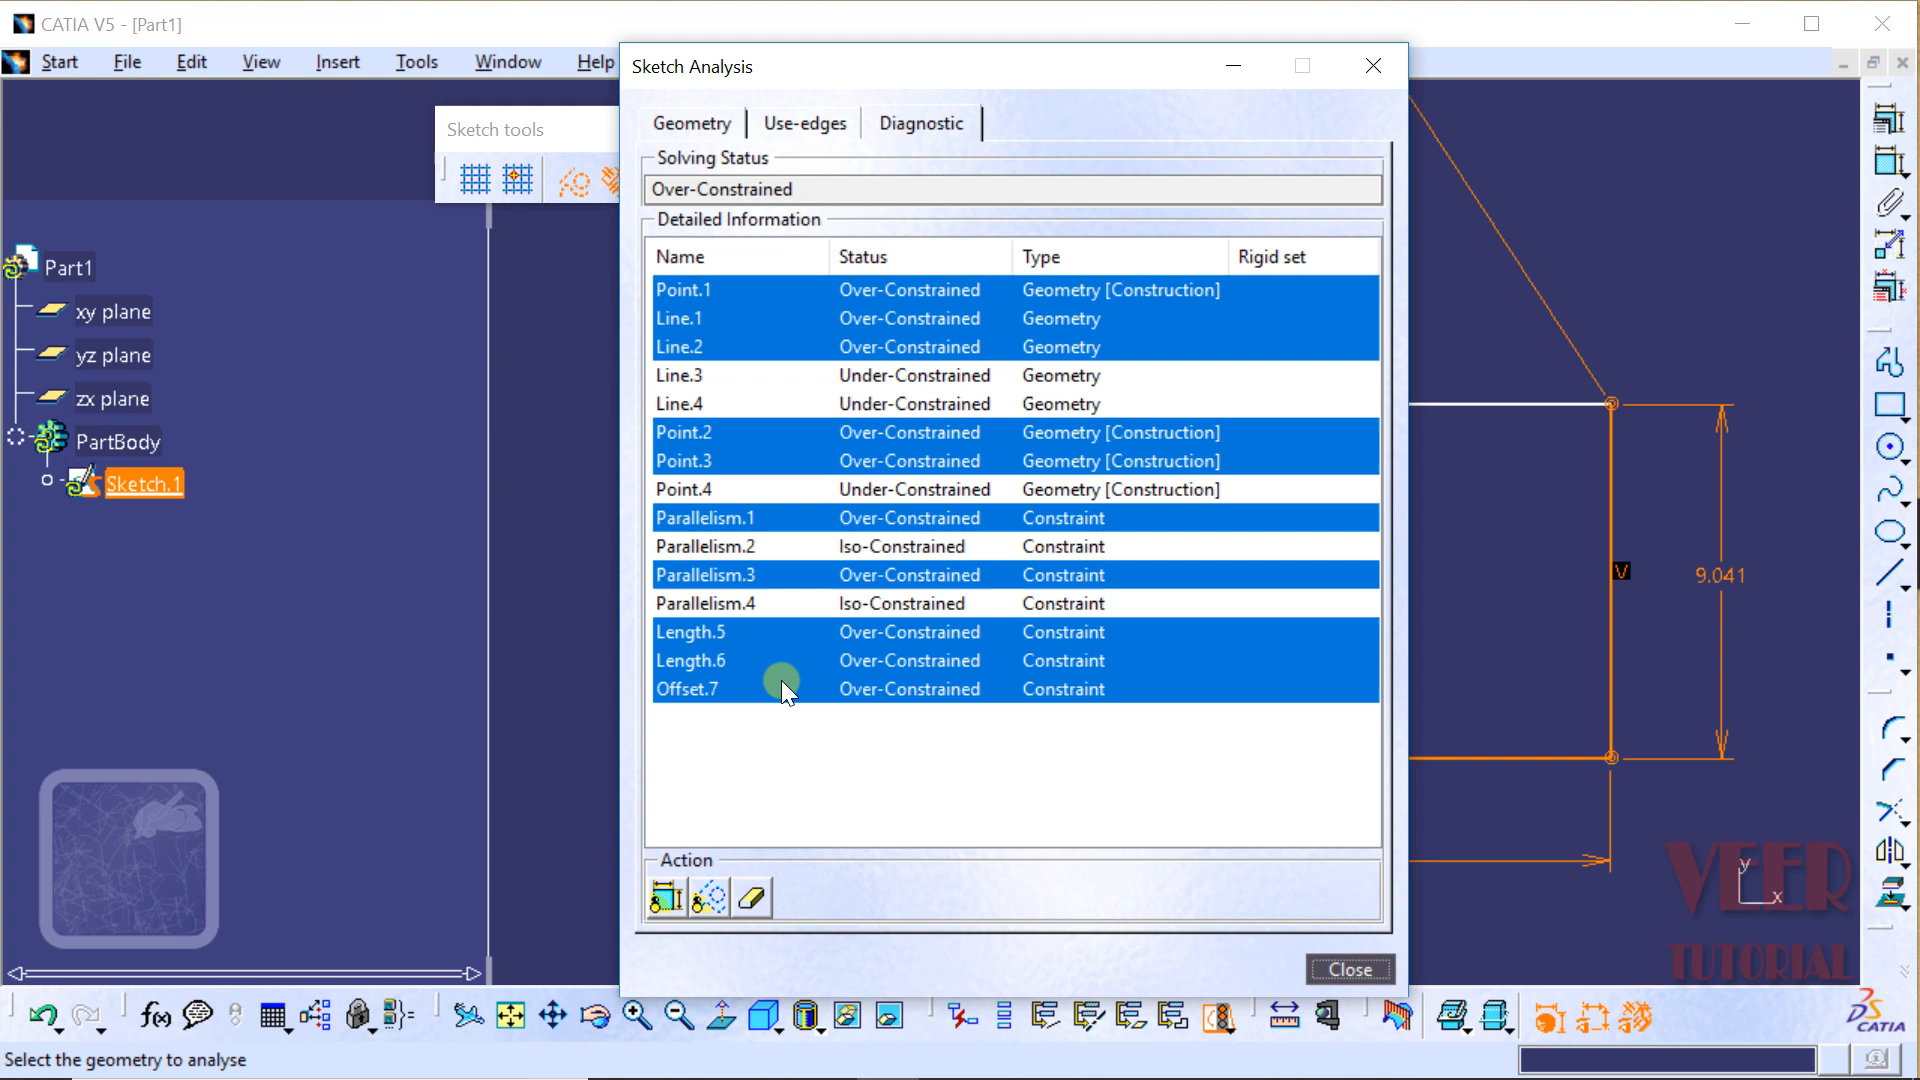 CATIA V5 - [Part1]
Start File Edit View Insert Tools Window Help
Sketch Analysis
Sketch tools
Geometry Use-edges Diagnostic
Solving Status
Over-Constrained
Detailed Information
Name Status Type Rigid set
Point.1 Over-Constrained Geometry [Construction]
Line.1 Over-Constrained Geometry
Line.2 Over-Constrained Geometry
Line.3 Under-Constrained Geometry
Line.4 Under-Constrained Geometry
Point.2 Over-Constrained Geometry [Construction]
Point.3 Over-Constrained Geometry [Construction]
Point.4 Under-Constrained Geometry [Construction]
Parallelism.1 Over-Constrained Constraint
Parallelism.2 Iso-Constrained Constraint
Parallelism.3 Over-Constrained Constraint
Parallelism.4 Iso-Constrained Constraint
Length.5 Over-Constrained Constraint
Length.6 Over-Constrained Constraint
Offset.7 Over-Constrained Constraint
Action
Close
Part1
xy plane
yz plane
zx plane
PartBody
Sketch.1
V
9.041
VEER
TUTORIAL
y
x
f(x)
CATIA
Select the geometry to analyse